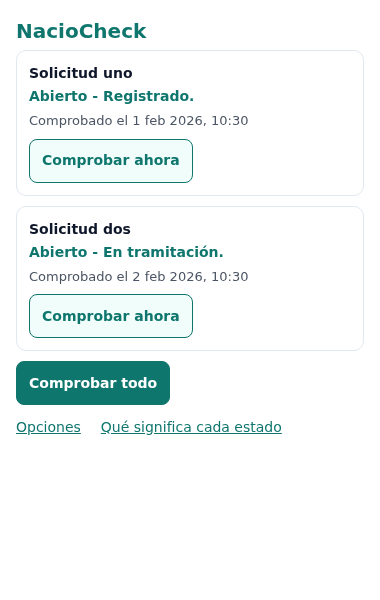 NacioCheck
Solicitud uno
Abierto - Registrado.
Comprobado el 1 feb 2026, 10:30
Comprobar ahora
Solicitud dos
Abierto - En tramitación.
Comprobado el 2 feb 2026, 10:30
Comprobar ahora
Comprobar todo
Opciones Qué significa cada estado